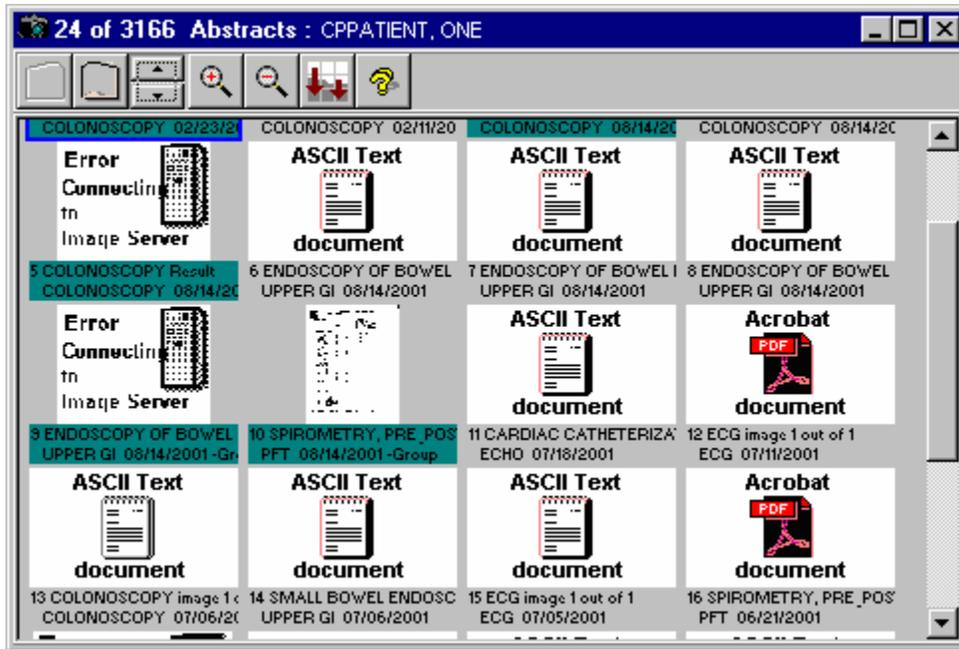 24 of 3166 Abstracts : CPPATIENT, ONE
COLONOSCOPY 02/23/20
COLONOSCOPY 02/11/20
COLONOSCOPY 08/14/20
COLONOSCOPY 08/14/20
Error
Connecting
to
Image Server
ASCII Text
document
ASCII Text
document
ASCII Text
document
5 COLONOSCOPY Result
COLONOSCOPY 08/14/20
6 ENDOSCOPY OF BOWEL
UPPER GI 08/14/2001
7 ENDOSCOPY OF BOWEL I
UPPER GI 08/14/2001
8 ENDOSCOPY OF BOWEL
UPPER GI 08/14/2001
Error
Connecting
to
Image Server
ASCII Text
document
Acrobat
PDF
document
9 ENDOSCOPY OF BOWEL
UPPER GI 08/14/2001 -Gr
10 SPIROMETRY, PRE_POS
PFT 08/14/2001 -Group
11 CARDIAC CATHETERIZA
ECHO 07/18/2001
12 ECG image 1 out of 1
ECG 07/11/2001
ASCII Text
document
ASCII Text
document
ASCII Text
document
Acrobat
PDF
document
13 COLONOSCOPY image 1
COLONOSCOPY 07/06/20
14 SMALL BOWEL ENDOSC
UPPER GI 07/06/2001
15 ECG image 1 out of 1
ECG 07/05/2001
16 SPIROMETRY, PRE_POS
PFT 06/21/2001